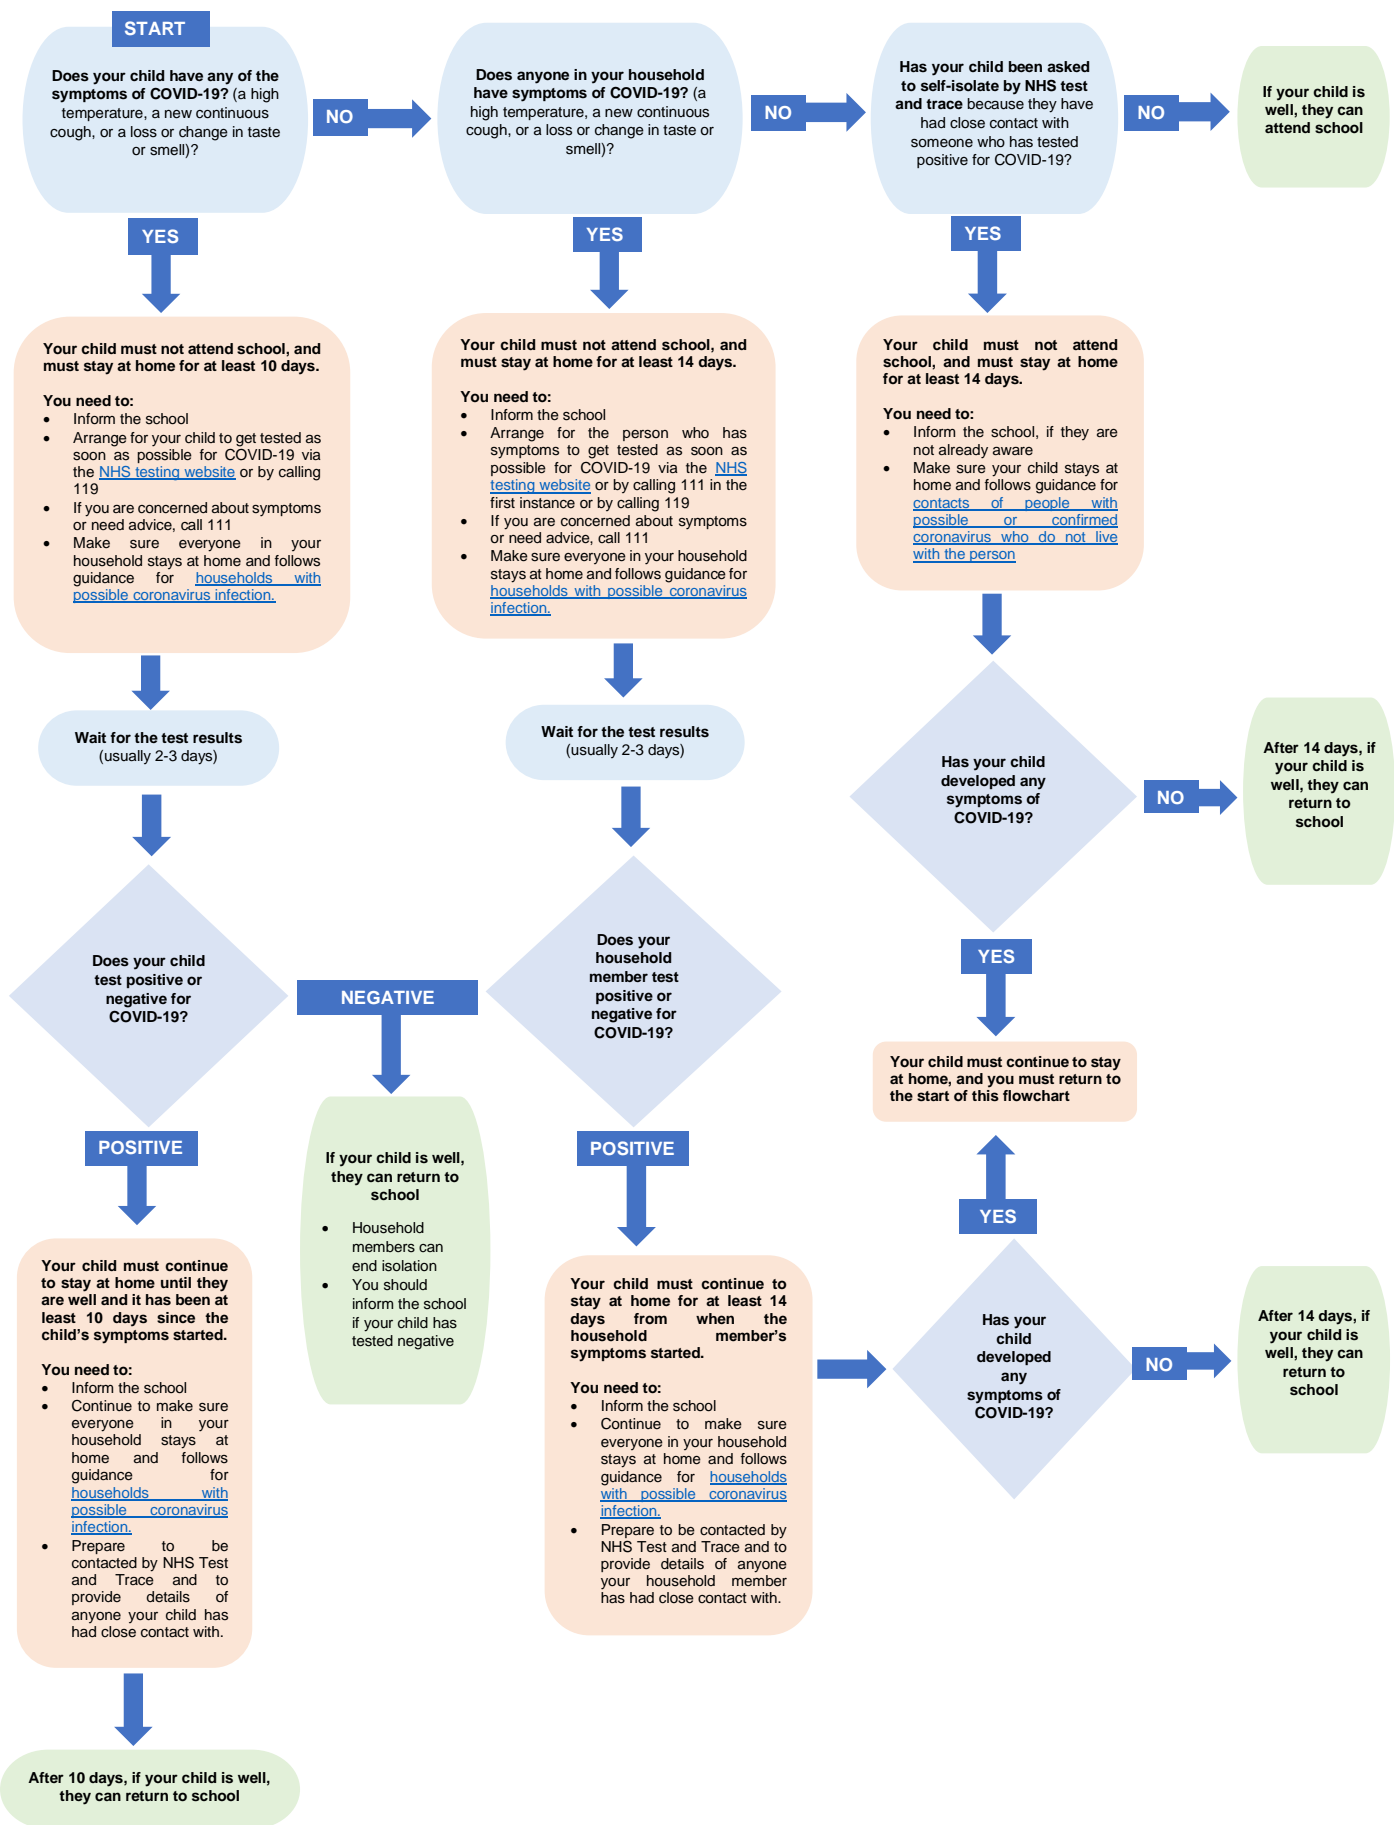 START
Does your child have any of the
symptoms of COVID-19? (a high
temperature, a new continuous
cough, or a loss or change in taste
or smell)?
NO
Does anyone in your household
have symptoms of COVID-19? (a
high temperature, a new continuous
cough, or a loss or change in taste or
smell)?
NO
Has your child been asked
to self-isolate by NHS test
and trace because they have
had close contact with
someone who has tested
positive for COVID-19?
NO
If your child is
well, they can
attend school
YES
YES
YES
Your child must not attend school, and
must stay at home for at least 10 days.
You need to:
• Inform the school
• Arrange for your child to get tested as
soon as possible for COVID-19 via
the NHS testing website or by calling
119
• If you are concerned about symptoms
or need advice, call 111
• Make sure everyone in your
household stays at home and follows
guidance for households with
possible coronavirus infection.
Your child must not attend school, and
must stay at home for at least 14 days.
You need to:
• Inform the school
• Arrange for the person who has
symptoms to get tested as soon as
possible for COVID-19 via the NHS
testing website or by calling 111 in the
first instance or by calling 119
• If you are concerned about symptoms
or need advice, call 111
• Make sure everyone in your household
stays at home and follows guidance for
households with possible coronavirus
infection.
Your child must not attend
school, and must stay at home
for at least 14 days.
You need to:
• Inform the school, if they are
not already aware
• Make sure your child stays at
home and follows guidance for
contacts of people with
possible or confirmed
coronavirus who do not live
with the person
Wait for the test results
(usually 2-3 days)
Wait for the test results
(usually 2-3 days)
Has your child
developed any
symptoms of
COVID-19?
NO
After 14 days, if
your child is
well, they can
return to
school
Does your child
test positive or
negative for
COVID-19?
NEGATIVE
Does your
household
member test
positive or
negative for
COVID-19?
YES
Your child must continue to stay
at home, and you must return to
the start of this flowchart
POSITIVE
If your child is well,
they can return to
school
• Household
members can
end isolation
• You should
inform the school
if your child has
tested negative
POSITIVE
YES
Your child must continue
to stay at home until they
are well and it has been at
least 10 days since the
child's symptoms started.
You need to:
• Inform the school
• Continue to make sure
everyone in your
household stays at
home and follows
guidance for
households with
possible coronavirus
infection.
• Prepare to be
contacted by NHS Test
and Trace and to
provide details of
anyone your child has
had close contact with.
Your child must continue to
stay at home for at least 14
days from when the
household member's
symptoms started.
You need to:
• Inform the school
• Continue to make sure
everyone in your household
stays at home and follows
guidance for households
with possible coronavirus
infection.
• Prepare to be contacted by
NHS Test and Trace and to
provide details of anyone
your household member
has had close contact with.
Has your
child
developed
any
symptoms of
COVID-19?
NO
After 14 days, if
your child is
well, they can
return to
school
After 10 days, if your child is well,
they can return to school